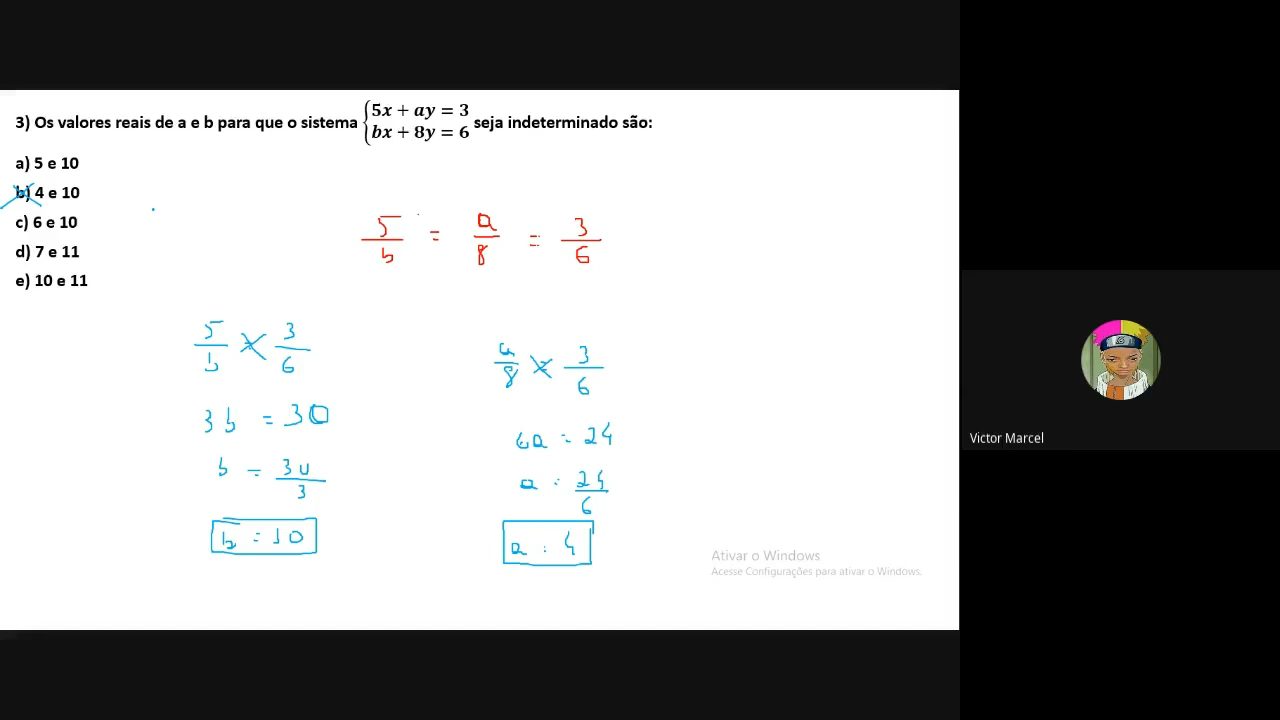 3) Os valores reais de a e b para que o sistema {5x + ay = 3
bx + 8y = 6 seja indeterminado são:
a) 5 e 10
b) 4 e 10
c) 6 e 10
d) 7 e 11
e) 10 e 11
5/b = a/8 = 3/6
5/b = 3/6
3b = 30
b = 30/3
b = 10
a/8 = 3/6
6a = 24
a = 24/6
a = 4
Ativar o Windows
Acesse Configurações para ativar o Windows.
Victor Marcel